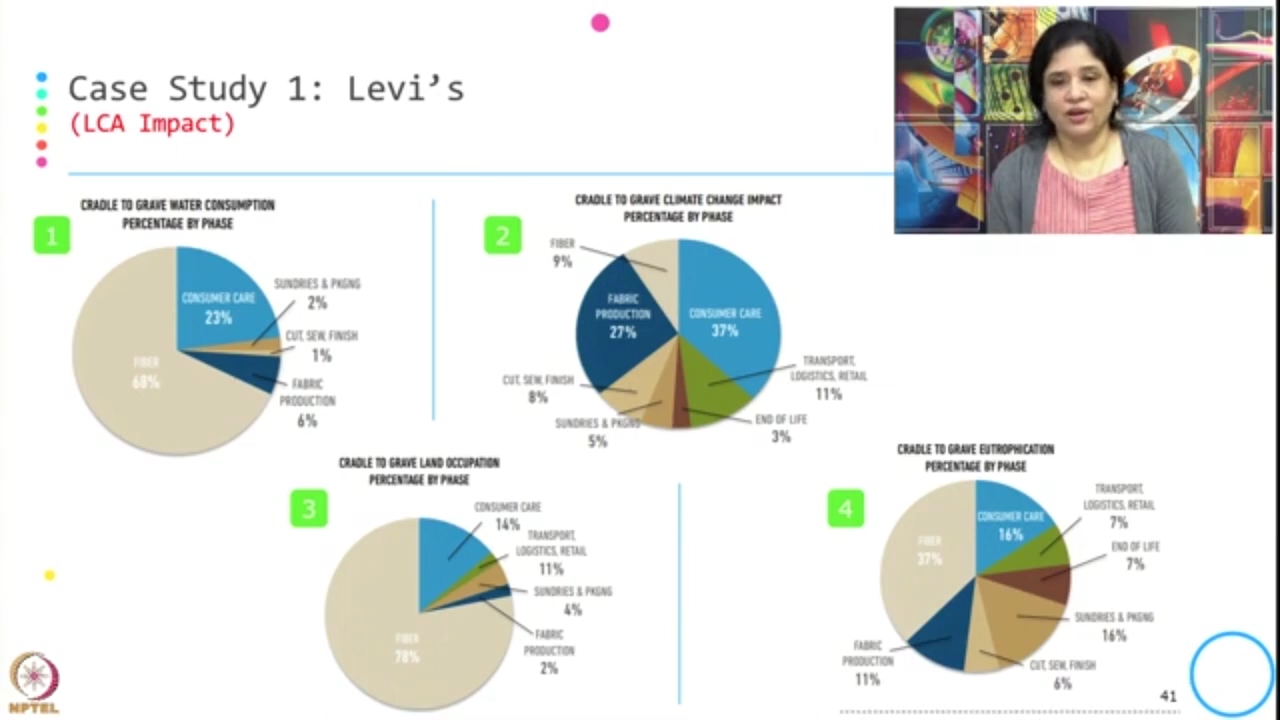 Case Study 1: Levi's
(LCA Impact)
1
CRADLE TO GRAVE WATER CONSUMPTION
PERCENTAGE BY PHASE
CONSUMER CARE
23%
SUNDRIES & PKGNG
2%
CUT, SEW, FINISH
1%
FABRIC
PRODUCTION
6%
FIBER
68%
2
CRADLE TO GRAVE CLIMATE CHANGE IMPACT
PERCENTAGE BY PHASE
FIBER
9%
FABRIC
PRODUCTION
27%
CONSUMER CARE
37%
TRANSPORT,
LOGISTICS, RETAIL
11%
CUT, SEW, FINISH
8%
SUNDRIES & PKGNG
5%
END OF LIFE
3%
3
CRADLE TO GRAVE LAND OCCUPATION
PERCENTAGE BY PHASE
CONSUMER CARE
14%
TRANSPORT,
LOGISTICS, RETAIL
11%
SUNDRIES & PKGNG
4%
FABRIC
PRODUCTION
2%
FIBER
78%
4
CRADLE TO GRAVE EUTROPHICATION
PERCENTAGE BY PHASE
CONSUMER CARE
16%
TRANSPORT,
LOGISTICS, RETAIL
7%
END OF LIFE
7%
FIBER
37%
SUNDRIES & PKGNG
16%
FABRIC
PRODUCTION
11%
CUT, SEW, FINISH
6%
41
NPTEL